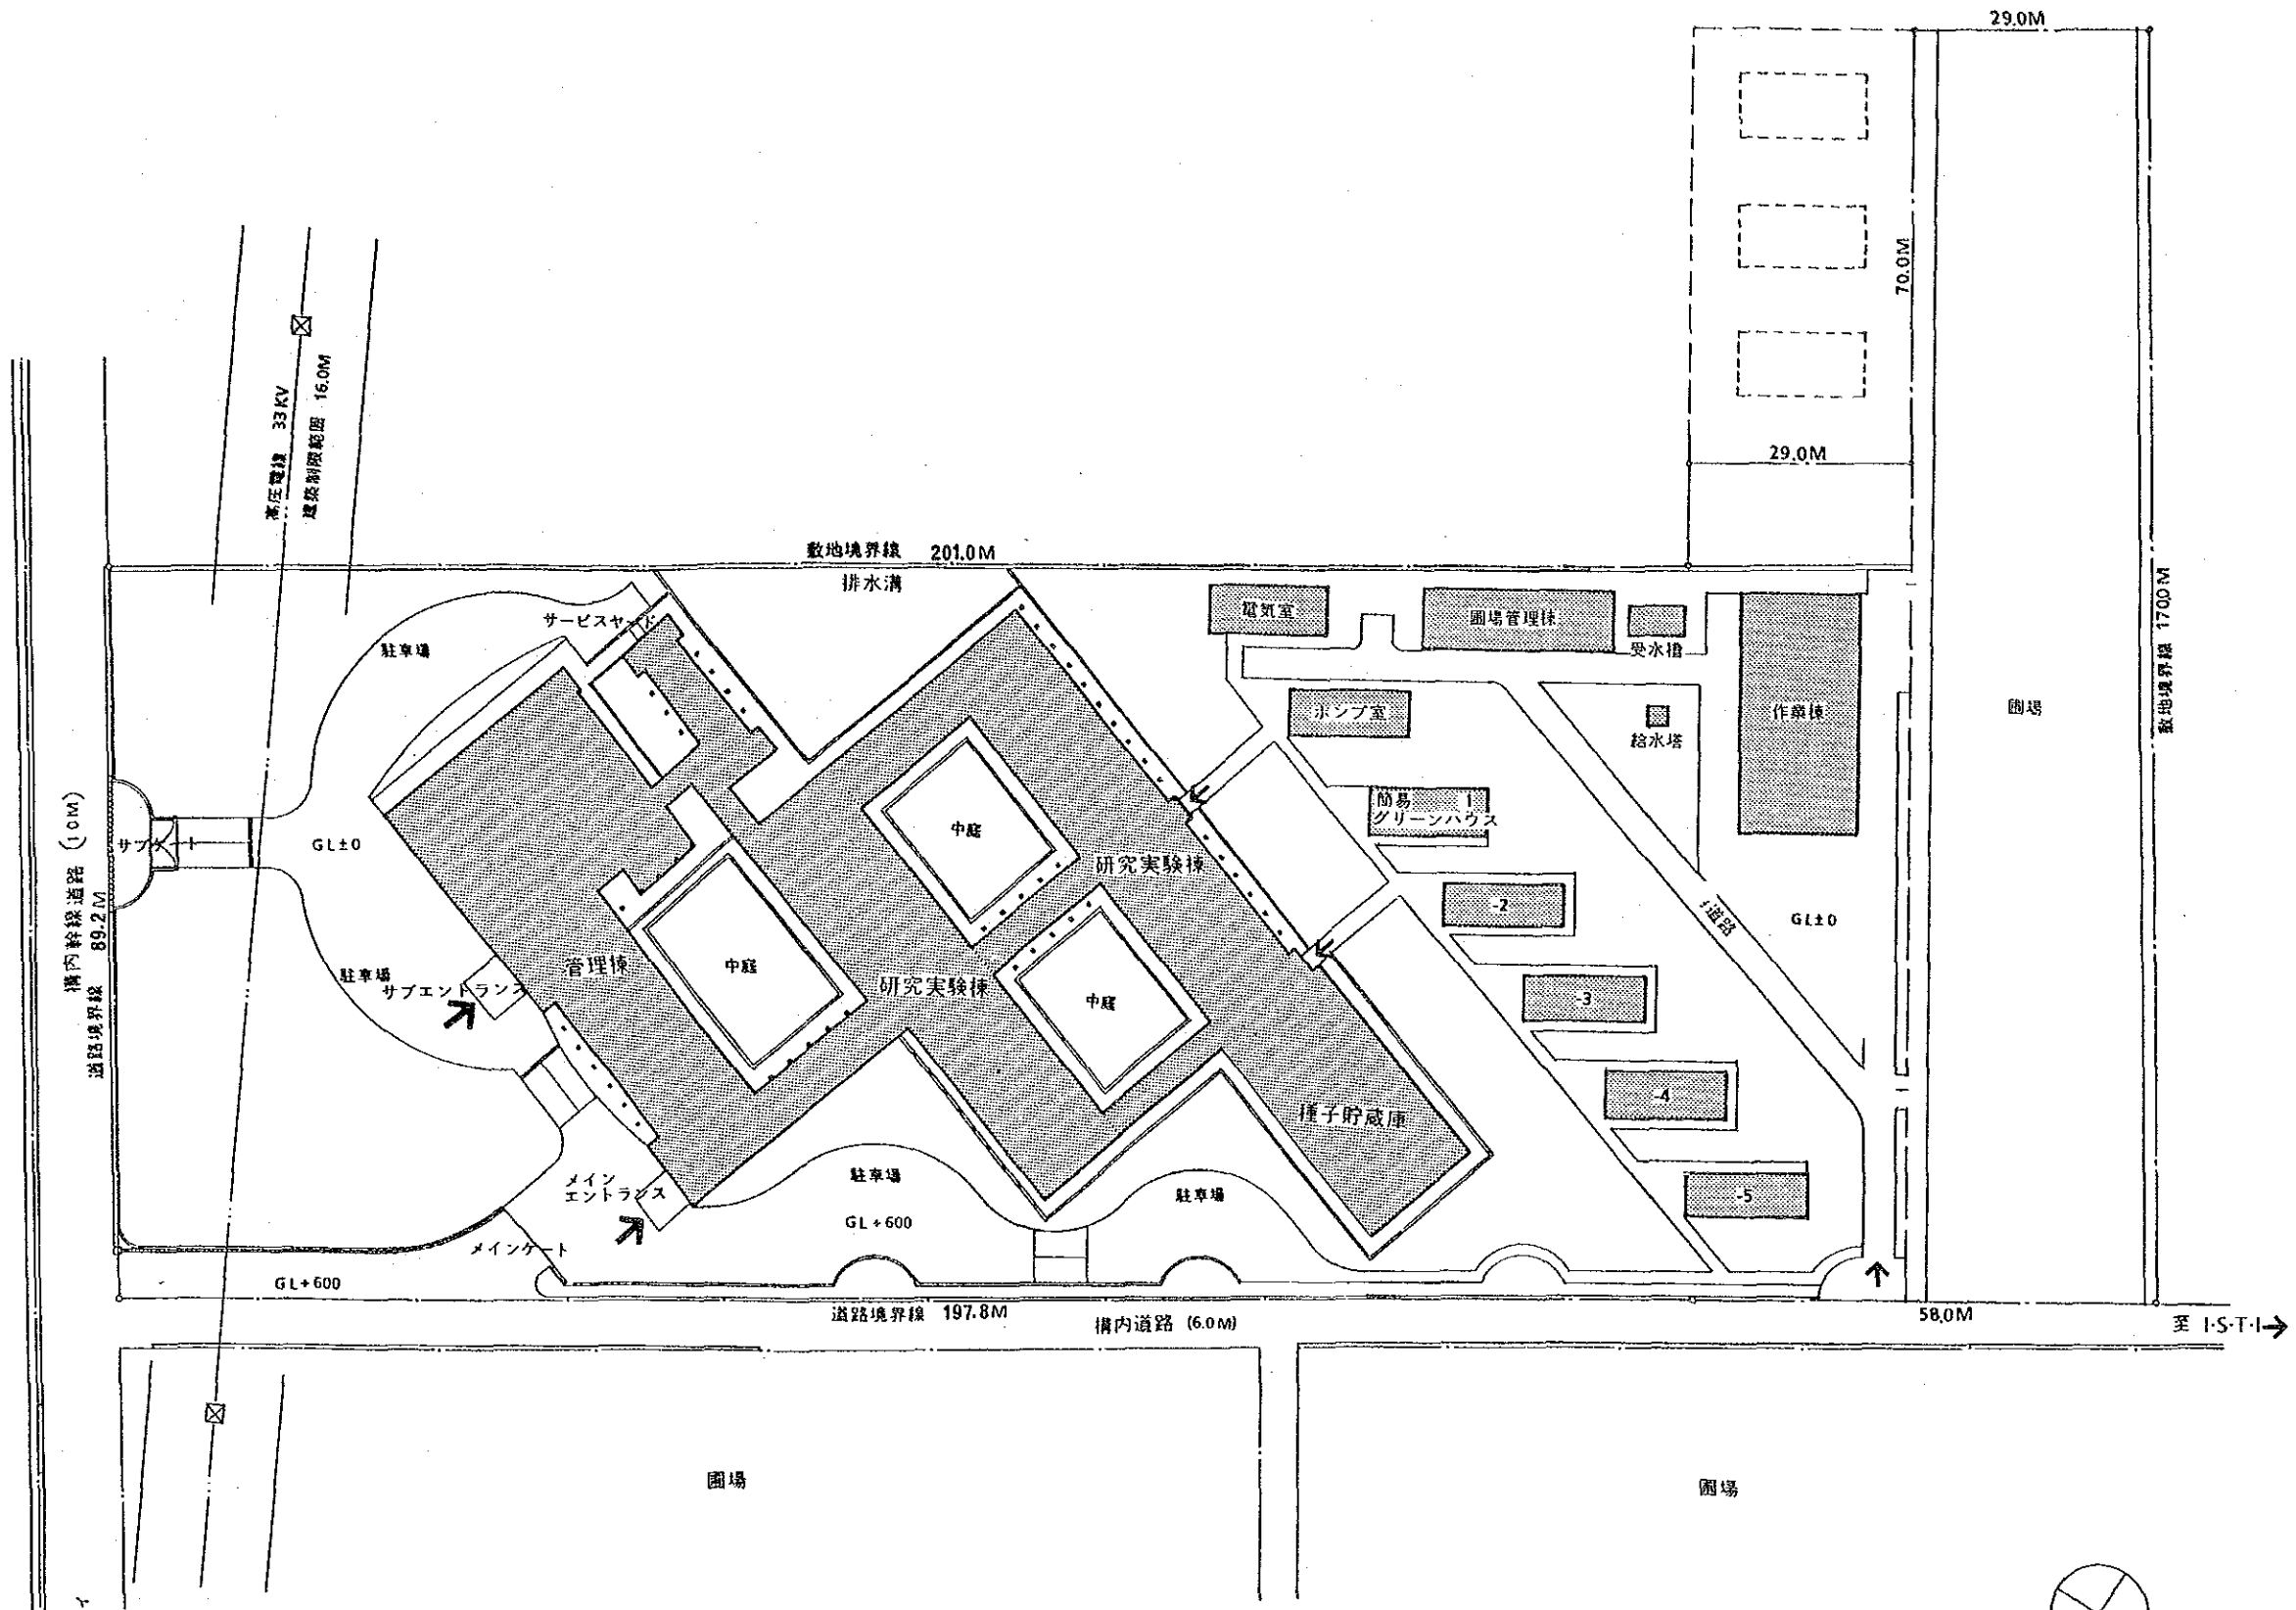 29.0M
70.0M
高圧電線 33KV
建築制限範囲 16.0M
29.0M
敷地境界線 201.0M
排水溝
敷地境界線 170.0M
サービスヤード
駐車場
電気室
圃場管理棟
受水槽
ポンプ室
給水塔
作業棟
圃場
構内幹線道路 (10M)
道路境界線 89.2M
サブゲート
GL±0
中庭
簡易 1
グリーンハウス
研究実験棟
-2
道路
GL±0
管理棟
中庭
駐車場
サブエントランス
研究実験棟
中庭
-3
-4
種子貯蔵庫
メイン
エントランス
駐車場
駐車場
-5
GL+600
メインゲート
GL+600
道路境界線 197.8M
構内道路 (6.0M)
58.0M
至 I·S·T·I→
圃場
圃場